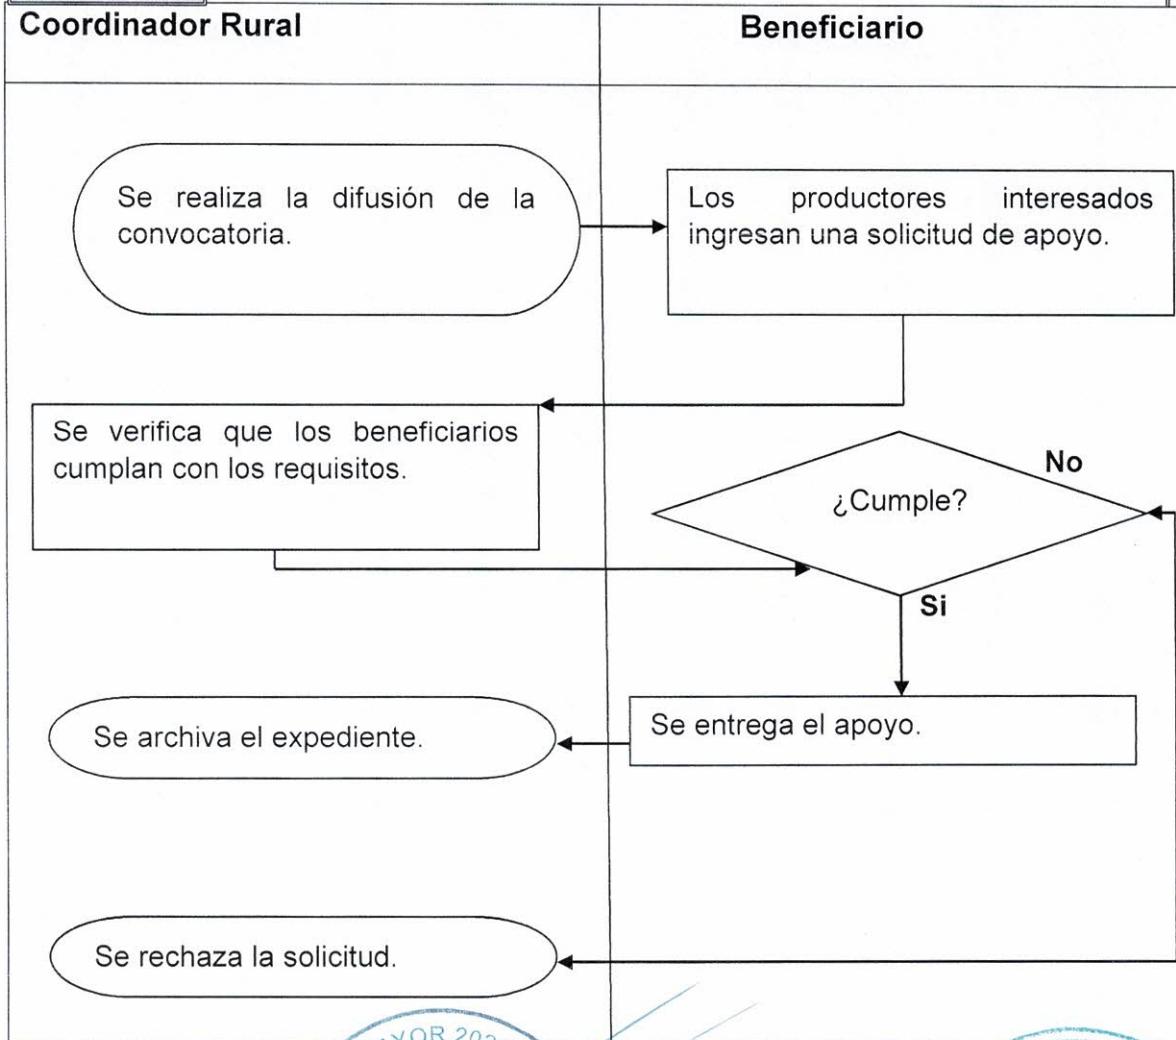 Coordinador Rural
Beneficiario
Se realiza la difusión de la
convocatoria.
Los productores interesados
ingresan una solicitud de apoyo.
Se verifica que los beneficiarios
cumplan con los requisitos.
¿Cumple?
No
Si
Se entrega el apoyo.
Se archiva el expediente.
Se rechaza la solicitud.